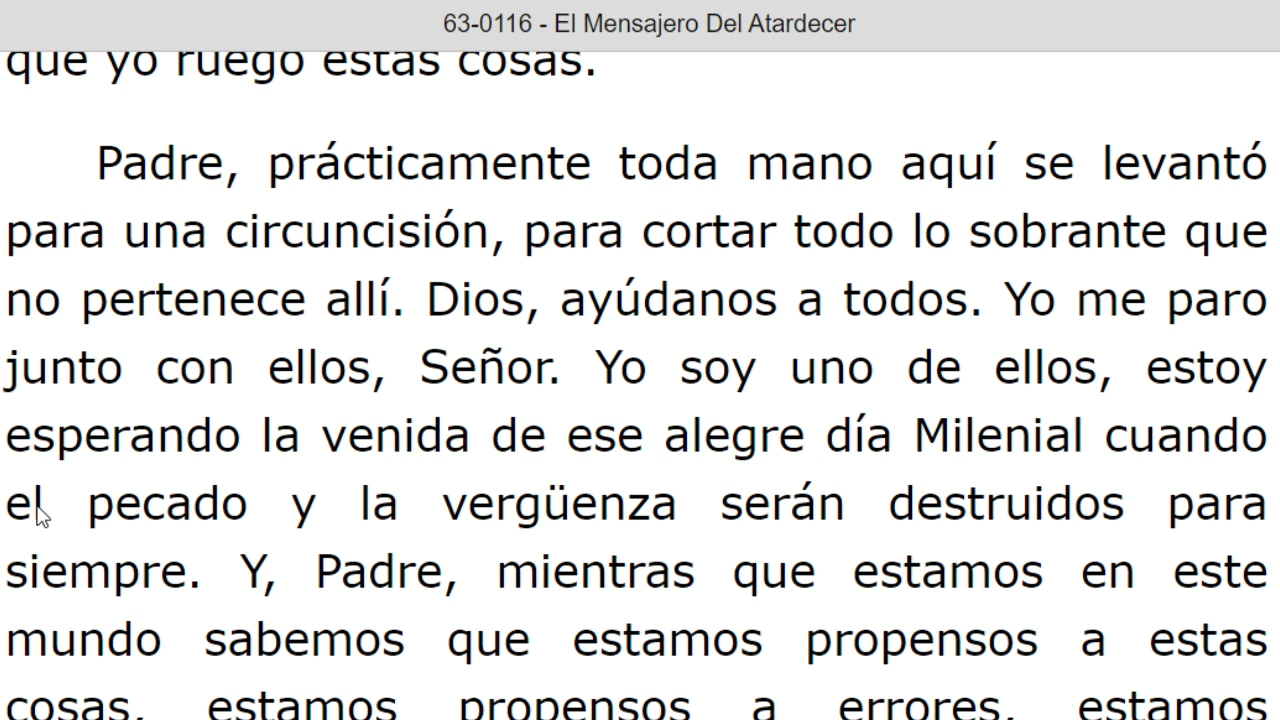 63-0116 - El Mensajero Del Atardecer
que yo ruego estas cosas.
Padre, prácticamente toda mano aquí se levantó
para una circuncisión, para cortar todo lo sobrante que
no pertenece allí. Dios, ayúdanos a todos. Yo me paro
junto con ellos, Señor. Yo soy uno de ellos, estoy
esperando la venida de ese alegre día Milenial cuando
el pecado y la vergüenza serán destruidos para
siempre. Y, Padre, mientras que estamos en este
mundo sabemos que estamos propensos a estas
cosas, estamos propensos a errores, estamos